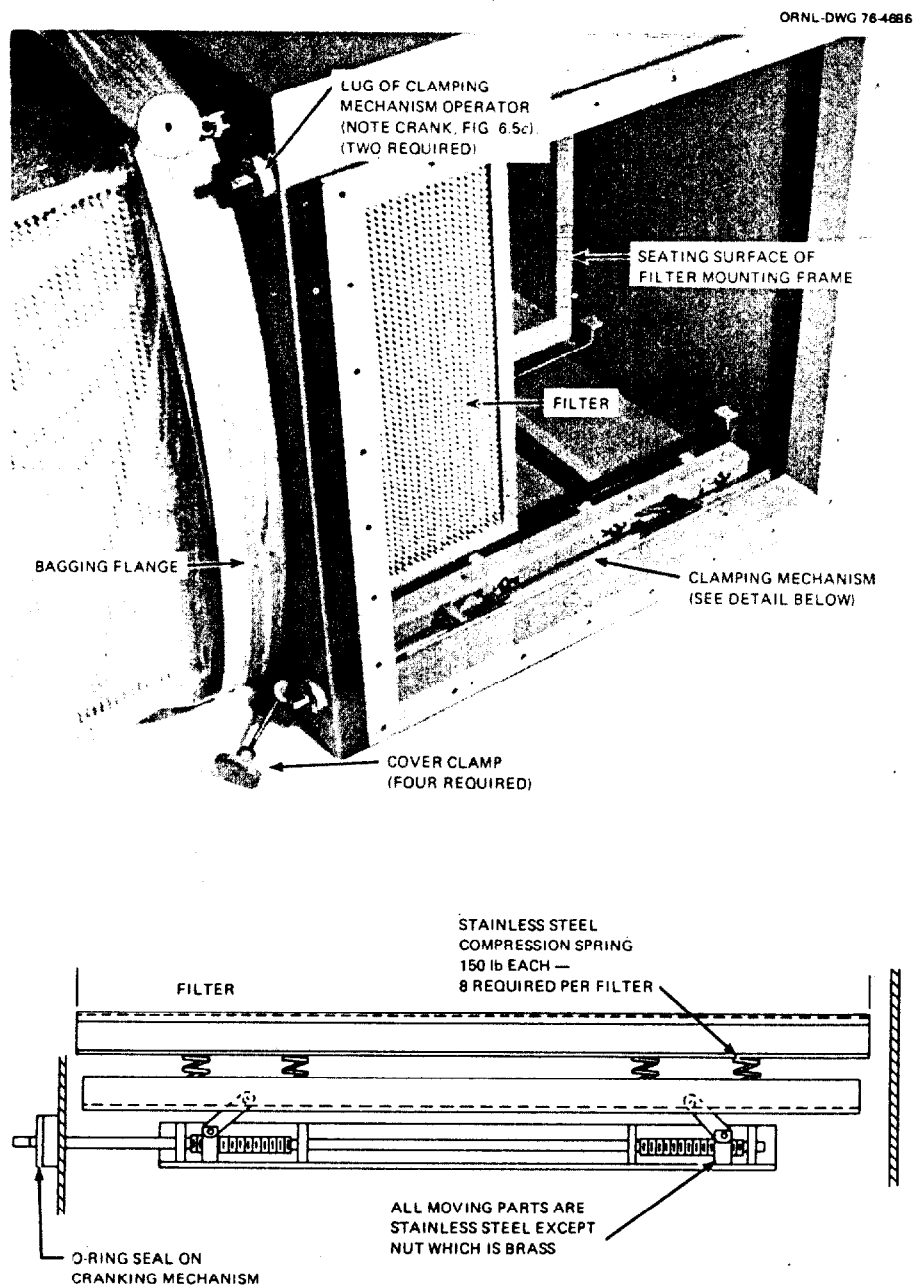 ORNL-DWG 76-4686
LUG OF CLAMPING
MECHANISM OPERATOR
(NOTE CRANK, FIG 6.5c).
(TWO REQUIRED)
SEATING SURFACE OF
FILTER MOUNTING FRAME
FILTER
BAGGING FLANGE
CLAMPING MECHANISM
(SEE DETAIL BELOW)
COVER CLAMP
(FOUR REQUIRED)
STAINLESS STEEL
COMPRESSION SPRING
150 lb EACH —
8 REQUIRED PER FILTER
FILTER
ALL MOVING PARTS ARE
STAINLESS STEEL EXCEPT
NUT WHICH IS BRASS
O-RING SEAL ON
CRANKING MECHANISM